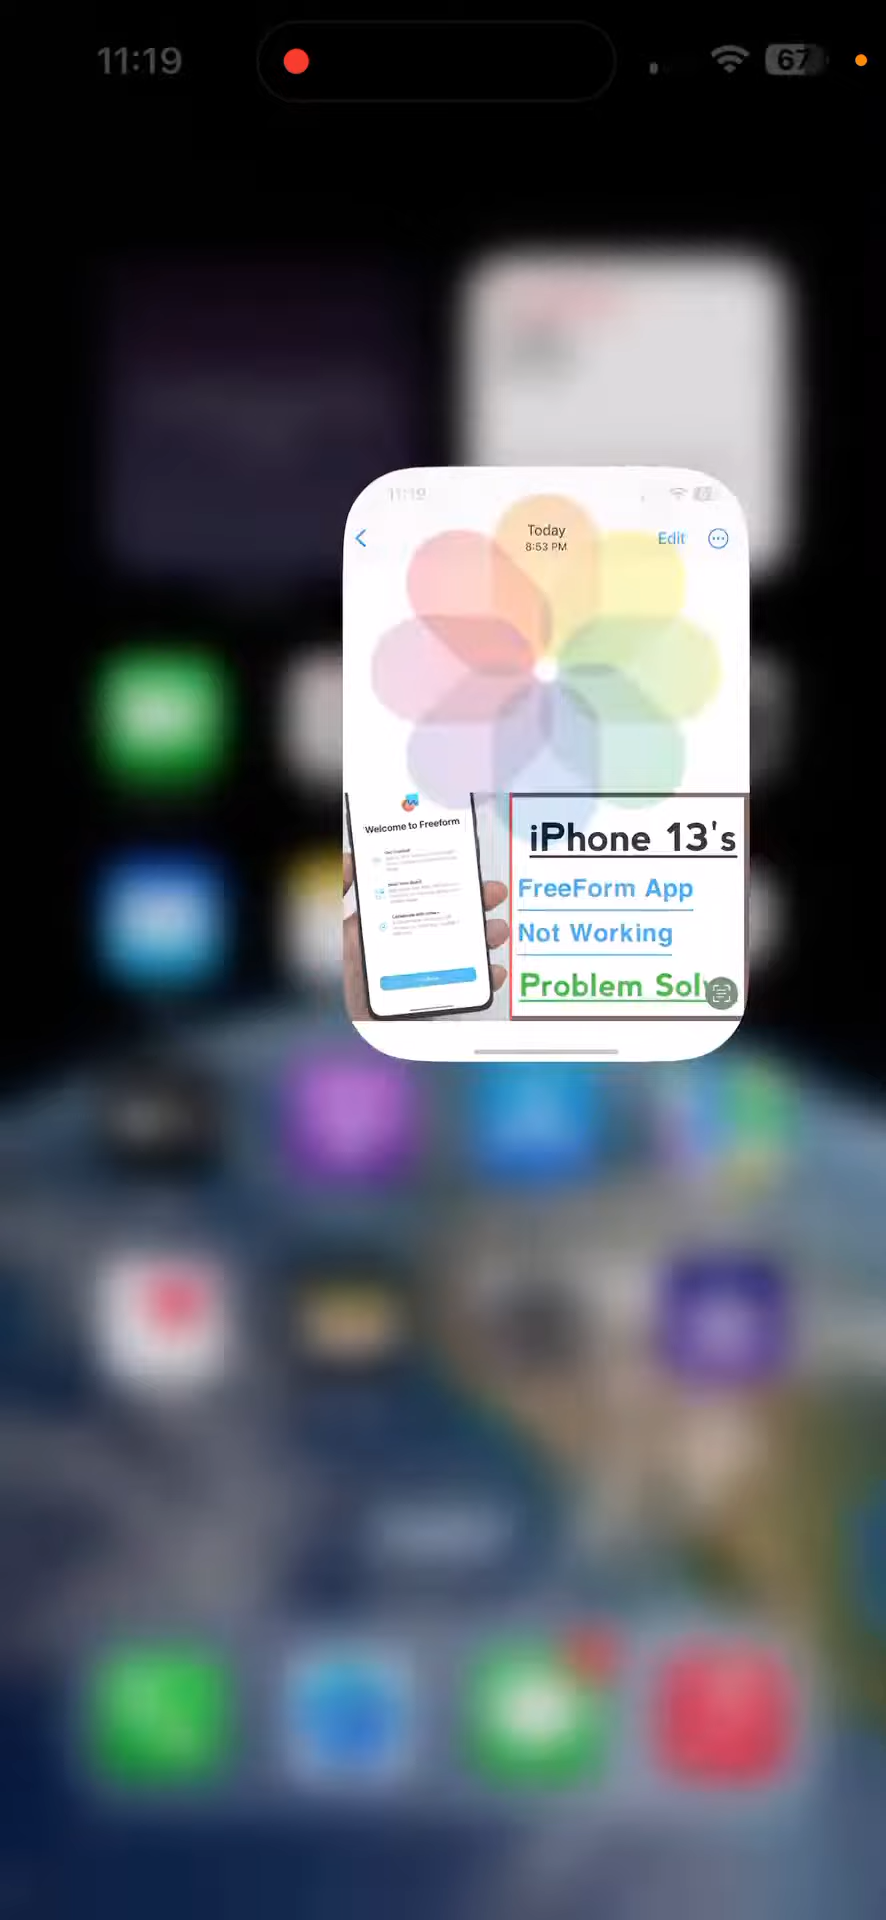 11:19
67
11:19
Today
8:53 PM
Edit
Welcome to Freeform
iPhone 13's
FreeForm App
Not Working
Problem Solv